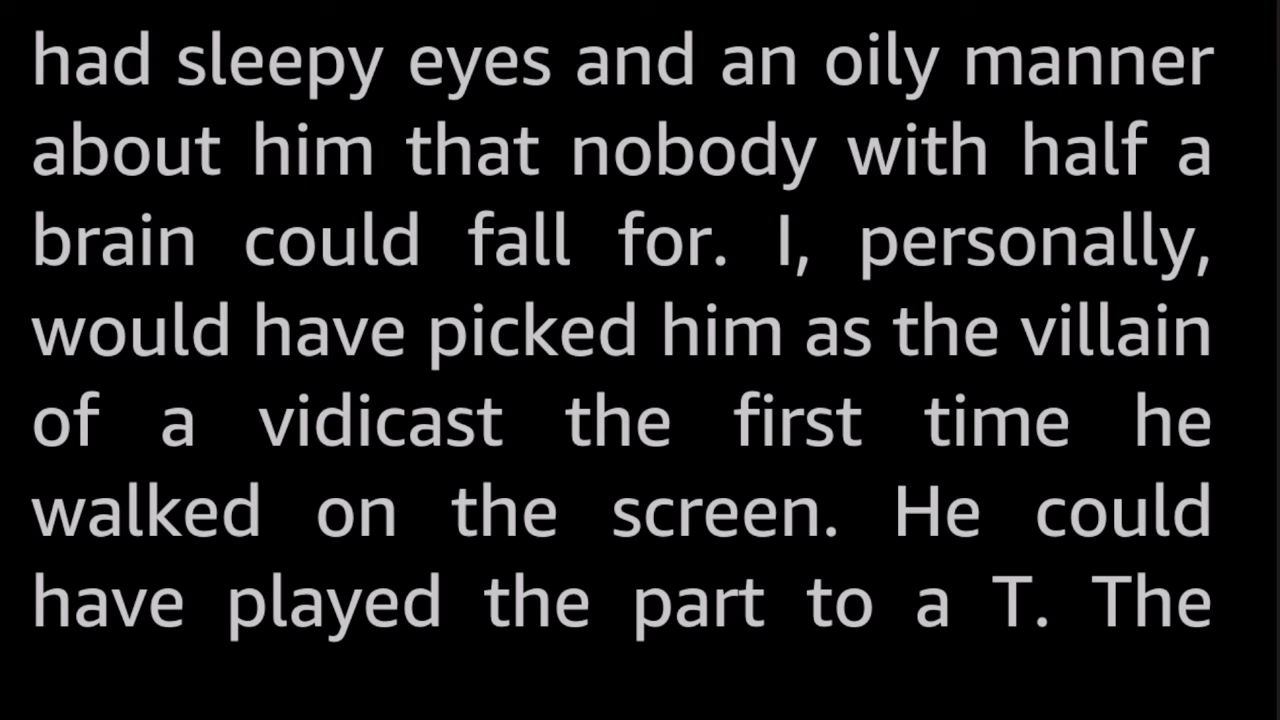 had sleepy eyes and an oily manner
about him that nobody with half a
brain could fall for. I, personally,
would have picked him as the villain
of a vidicast the first time he
walked on the screen. He could
have played the part to a T. The